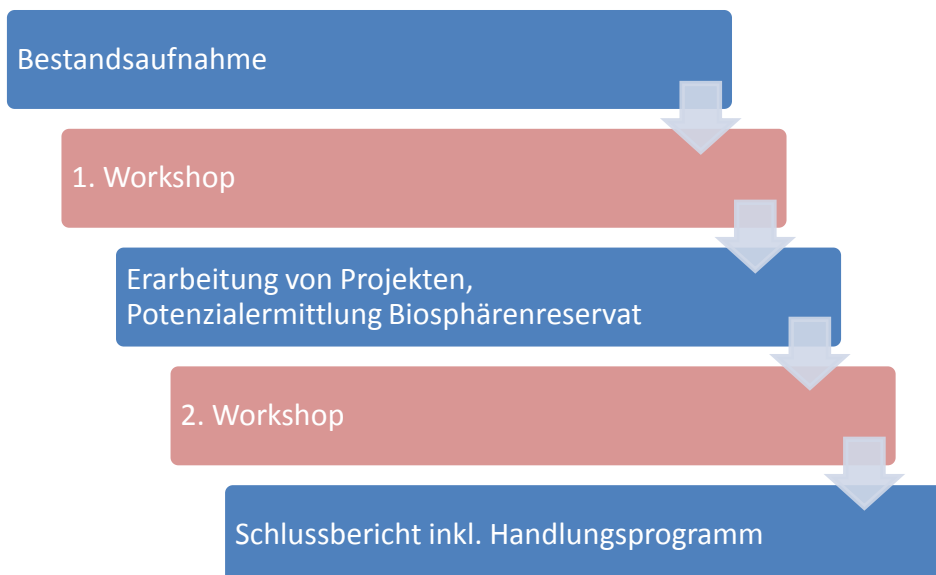 Bestandsaufnahme
1. Workshop
Erarbeitung von Projekten,
Potenzialermittlung Biosphärenreservat
2. Workshop
Schlussbericht inkl. Handlungsprogramm